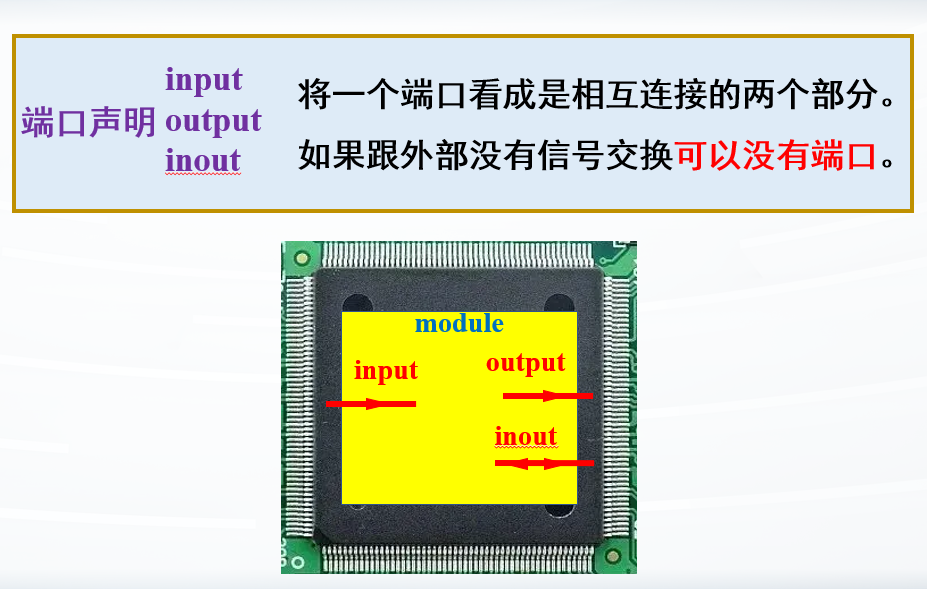 input
端口声明 output
inout
将一个端口看成是相互连接的两个部分。
如果跟外部没有信号交换可以没有端口。
module
input
output
inout